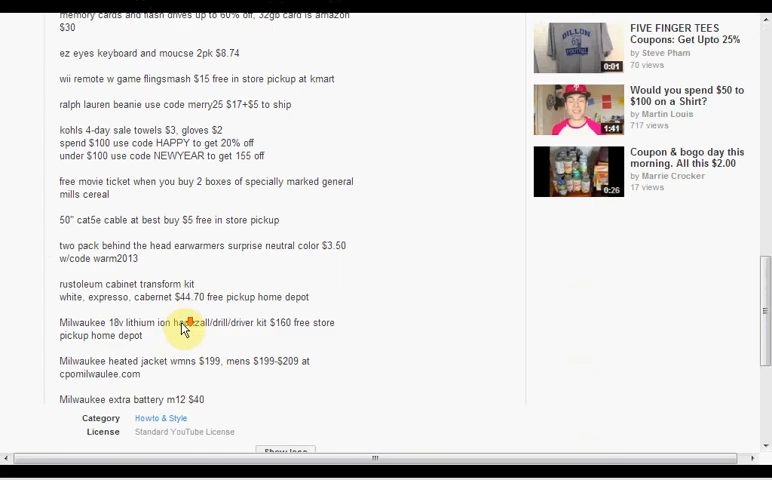 memory cards and flash drives up to 60% off, 32gb card is amazon
$30
ez eyes keyboard and moucse 2pk $8.74
wii remote w game flingsmash $15 free in store pickup at kmart
ralph lauren beanie use code merry25 $17+$5 to ship
kohls 4-day sale towels $3, gloves $2
spend $100 use code HAPPY to get 20% off
under $100 use code NEWYEAR to get 155 off
free movie ticket when you buy 2 boxes of specially marked general
mills cereal
50" cat5e cable at best buy $5 free in store pickup
two pack behind the head earwarmers surprise neutral color $3.50
w/code warm2013
rustoleum cabinet transform kit
white, expresso, cabernet $44.70 free pickup home depot
Milwaukee 18v lithium ion /drill/driver kit $160 free store
pickup home depot
Milwaukee heated jacket wmns $199, mens $199-$209 at
cpomilwaulee.com
Milwaukee extra battery m12 $40
Category Howto & Style
License Standard YouTube License
Show less
FIVE FINGER TEES
Coupons: Get Upto 25%
by Steve Pham
70 views
0:01
DILLON
FOOTBALL
Would you spend $50 to
$100 on a Shirt?
by Martin Louis
717 views
1:41
Coupon & bogo day this
morning. All this $2.00
by Marrie Crocker
17 views
0:26